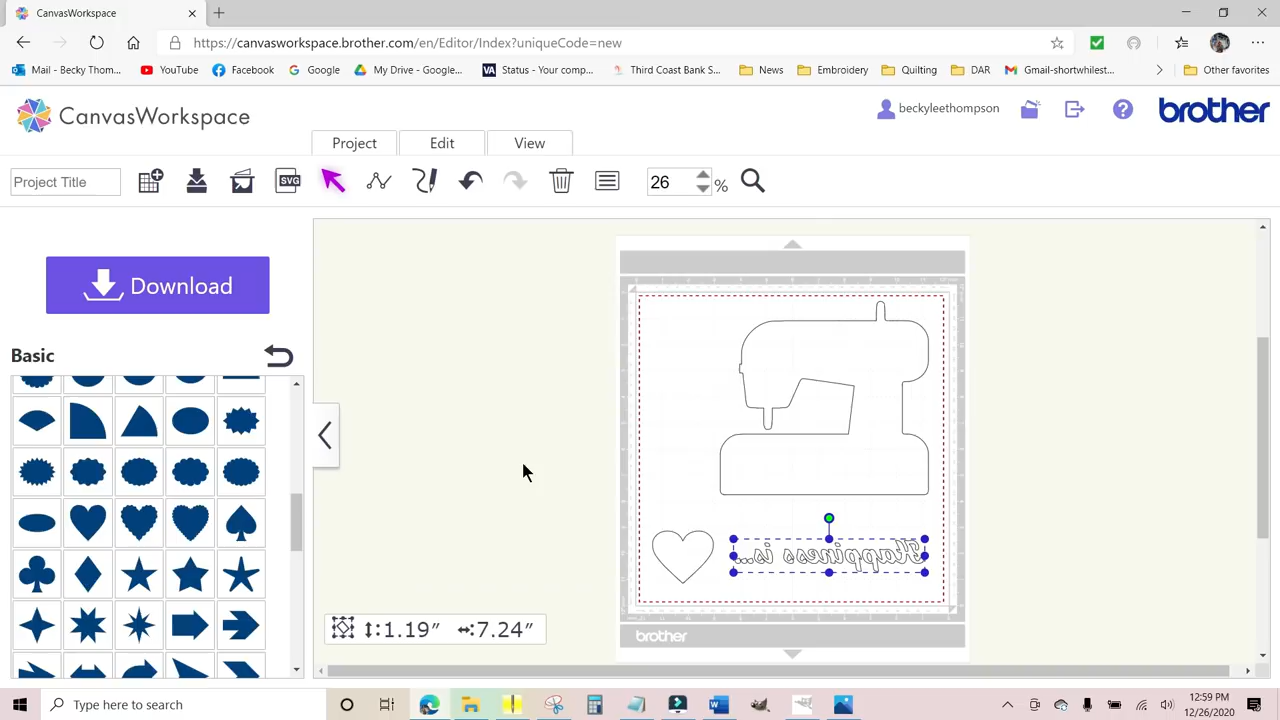 CanvasWorkspace
https://canvasworkspace.brother.com/en/Editor/Index?uniqueCode=new
Mail - Becky Thom...
YouTube
Facebook
Google
My Drive - Google...
VA
Status - Your comp...
Third Coast Bank S...
News
Embroidery
Quilting
DAR
Gmail-shortwhilest...
Other favorites
CanvasWorkspace
beckyleethompson
brother
Project
Edit
View
Project Title
SVG
26
%
Download
Basic
Happiness is...
1.19″
7.24″
brother
Type here to search
12:59 PM
12/26/2020